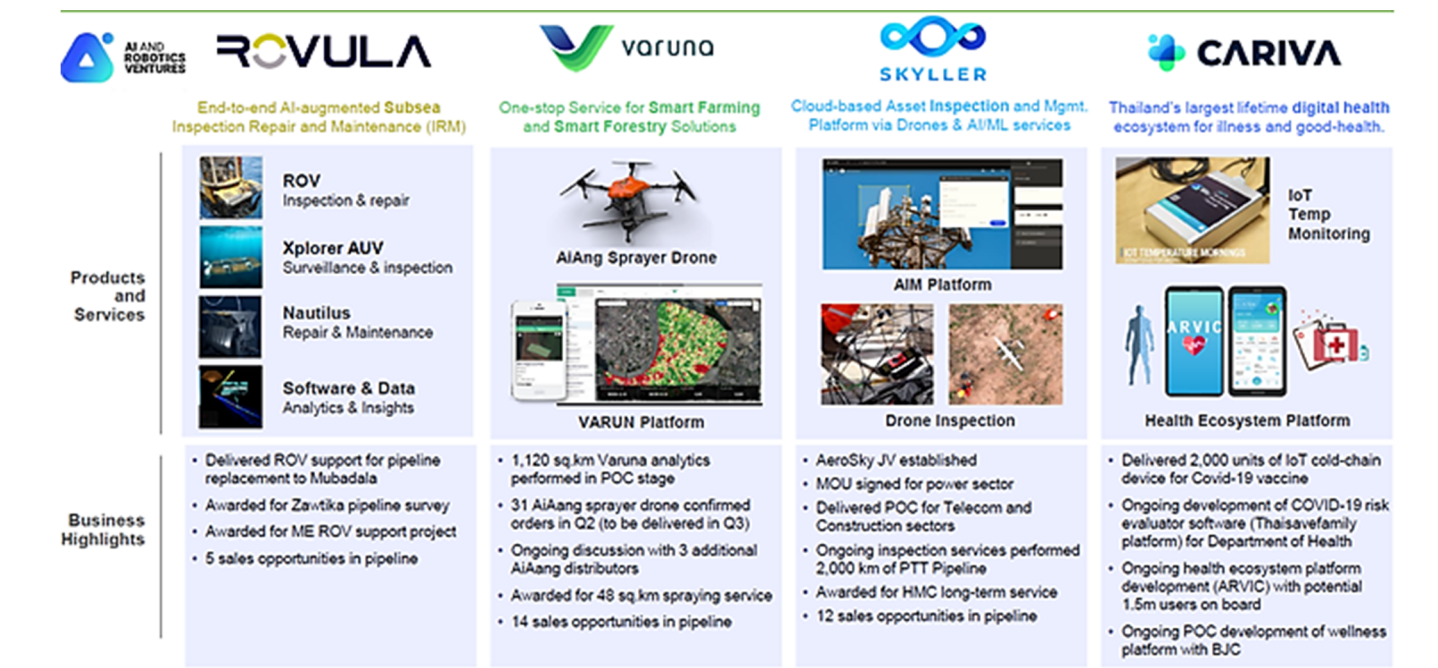 AI AND
ROBOTICS
VENTURES
ROVULA
varuna
SKYLLER
CARIVA
End-to-end AI-augmented Subsea
Inspection Repair and Maintenance (IRM)
One-stop Service for Smart Farming
and Smart Forestry Solutions
Cloud-based Asset Inspection and Mgmt.
Platform via Drones & AI/ML services
Thailand's largest lifetime digital health
ecosystem for illness and good-health.
Products
and
Services
ROV
Inspection & repair
Xplorer AUV
Surveillance & inspection
Nautilus
Repair & Maintenance
Software & Data
Analytics & Insights
AiAng Sprayer Drone
VARUN Platform
AIM Platform
Drone Inspection
IOT TEMPERATURE MORNINGS
IoT
Temp
Monitoring
ARVIC
Health Ecosystem Platform
Business
Highlights
• Delivered ROV support for pipeline
replacement to Mubadala
• Awarded for Zawtika pipeline survey
• Awarded for ME ROV support project
• 5 sales opportunities in pipeline
• 1,120 sq.km Varuna analytics
performed in POC stage
• 31 AiAang sprayer drone confirmed
orders in Q2 (to be delivered in Q3)
• Ongoing discussion with 3 additional
AiAang distributors
• Awarded for 48 sq.km spraying service
• 14 sales opportunities in pipeline
• AeroSky JV established
• MOU signed for power sector
• Delivered POC for Telecom and
Construction sectors
• Ongoing inspection services performed
2,000 km of PTT Pipeline
• Awarded for HMC long-term service
• 12 sales opportunities in pipeline
• Delivered 2,000 units of IoT cold-chain
device for Covid-19 vaccine
• Ongoing development of COVID-19 risk
evaluator software (Thaisavefamily
platform) for Department of Health
• Ongoing health ecosystem platform
development (ARVIC) with potential
1.5m users on board
• Ongoing POC development of wellness
platform with BJC